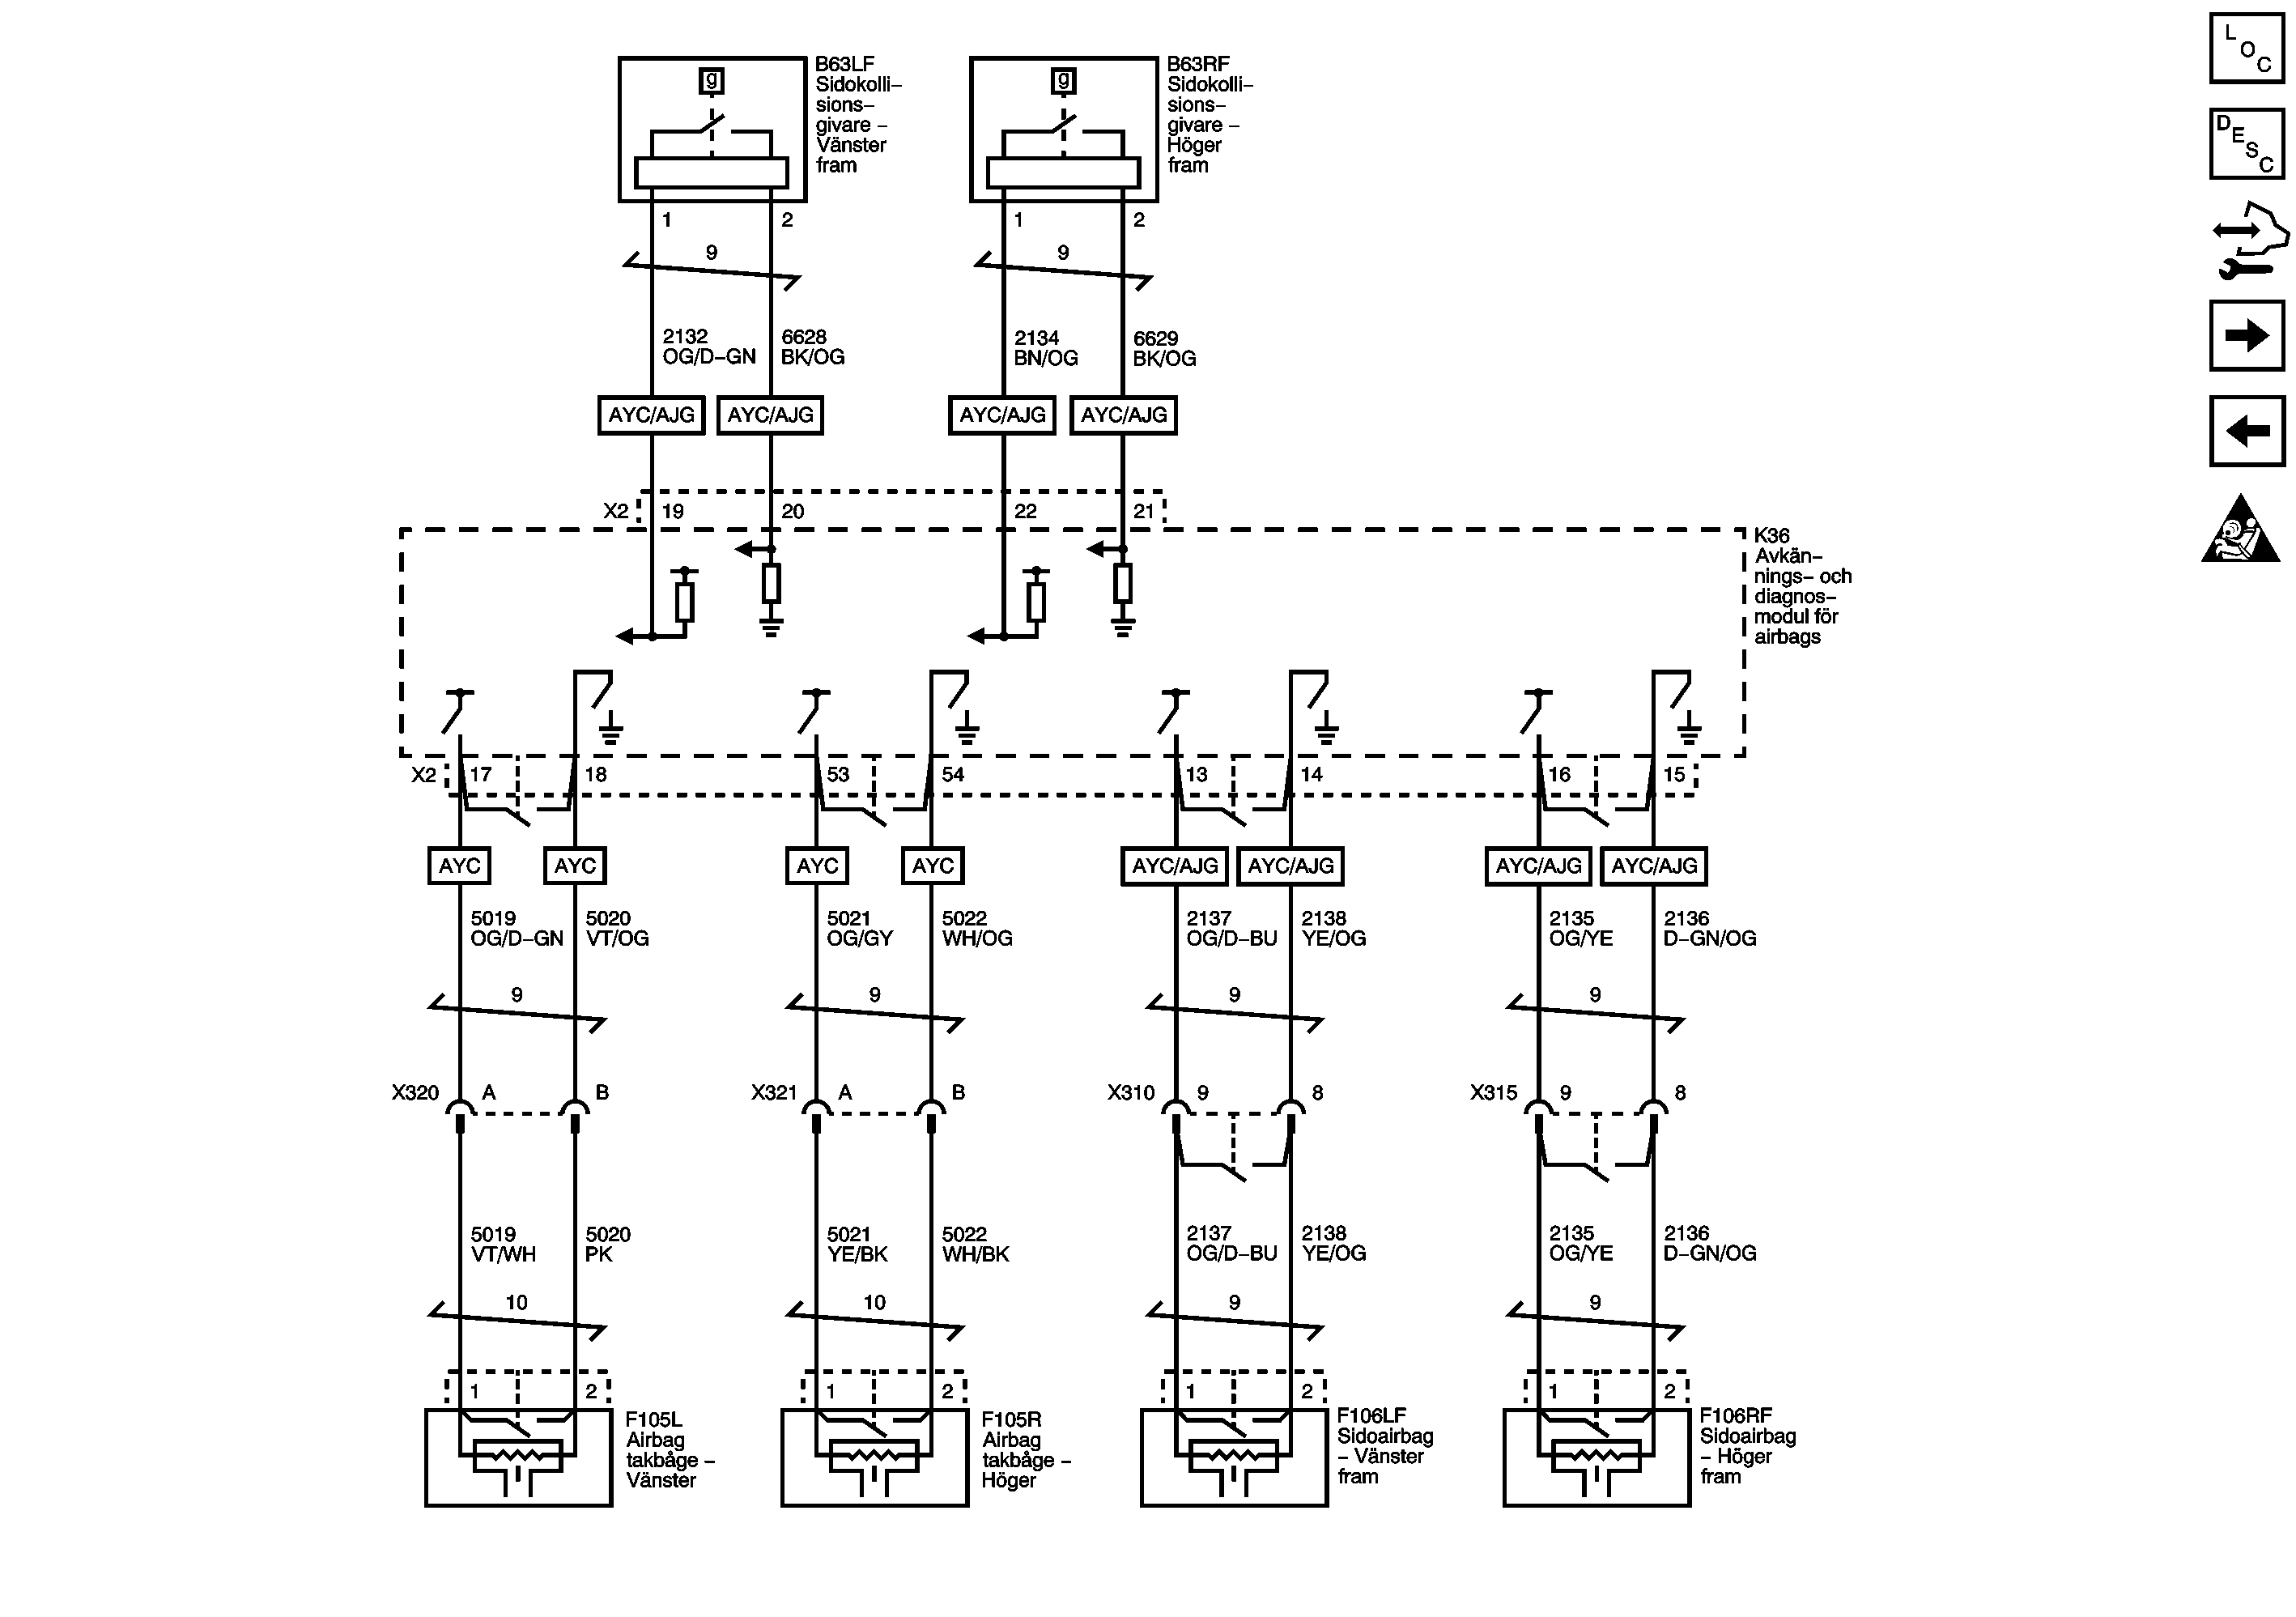 L
O
C
D
E
S
C
g
B63LF
Sidokolli–
sions–
givare –
Vänster
fram
g
B63RF
Sidokolli–
sions–
givare –
Höger
fram
1 2 1 2
9 9
2132
OG/D–GN
6628
BK/OG
2134
BN/OG
6629
BK/OG
AYC/AJG AYC/AJG AYC/AJG AYC/AJG
X2 19 20 22 21
K36
Avkän–
nings– och
diagnos–
modul för
airbags
X2 17 18 53 54 13 14 16 15
AYC AYC AYC AYC AYC/AJG AYC/AJG AYC/AJG AYC/AJG
5019
OG/D–GN
5020
VT/OG
5021
OG/GY
5022
WH/OG
2137
OG/D–BU
2138
YE/OG
2135
OG/YE
2136
D–GN/OG
9 9 9 9
X320 A B X321 A B X310 9 8 X315 9 8
5019
VT/WH
5020
PK
5021
YE/BK
5022
WH/BK
2137
OG/D–BU
2138
YE/OG
2135
OG/YE
2136
D–GN/OG
10 10 9 9
1 2 1 2 1 2 1 2
F105L
Airbag
takbåge –
Vänster
F105R
Airbag
takbåge –
Höger
F106LF
Sidoairbag
– Vänster
fram
F106RF
Sidoairbag
– Höger
fram